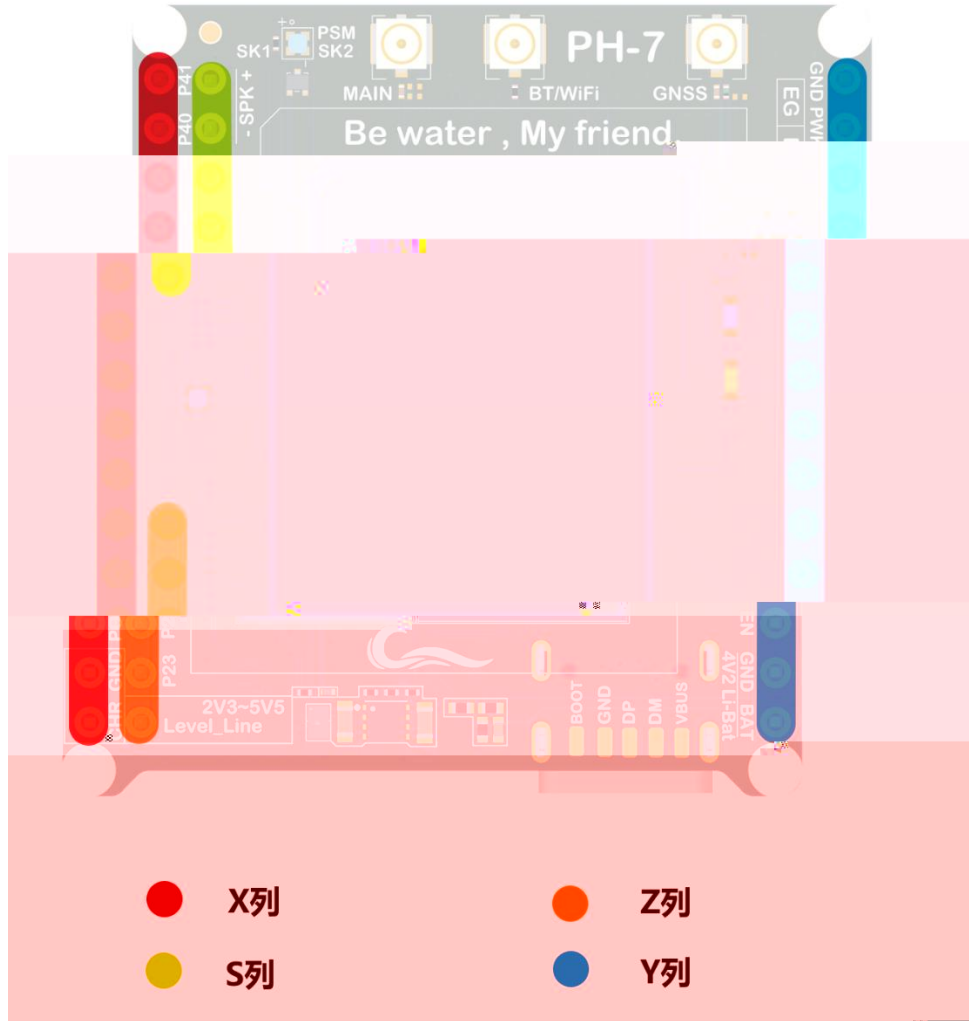 PSM
SK1 SK2
PH-7
MAIN
BT/WiFi
GNSS
P41
P40
- SPK +
GND
EG
Be water , My friend
GND
P23
2V3~5V5
Level_Line
BOOT
GND
DP
DM
VBUS
4V2 Li-Bat
GND
BAT
X列
Z列
S列
Y列